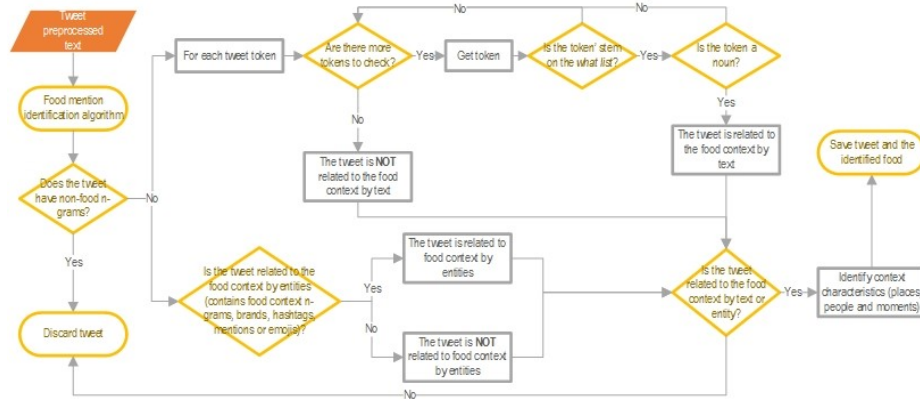 Tweet
preprocessed
text
Food mention
identification algorithm
Does the tweet
have non-food n-
grams?
No
Yes
Discard tweet
For each tweet token
Are there more
tokens to check?
Yes
Get token
Is the token' stem
on the what list?
Yes
Is the token a
noun?
No
No
No
The tweet is NOT
related to the food
context by text
Yes
The tweet is related to
the food context by
text
Is the tweet related to the
food context by entities
(contains food context n-
grams, brands, hashtags,
mentions or emojis)?
Yes
No
The tweet is related to
food context by
entities
The tweet is NOT
related to food context
by entities
Is the tweet
related to the food
context by text or
entity?
Yes
No
Identify context
characteristics (places,
people and moments)
Save tweet and the
identified food